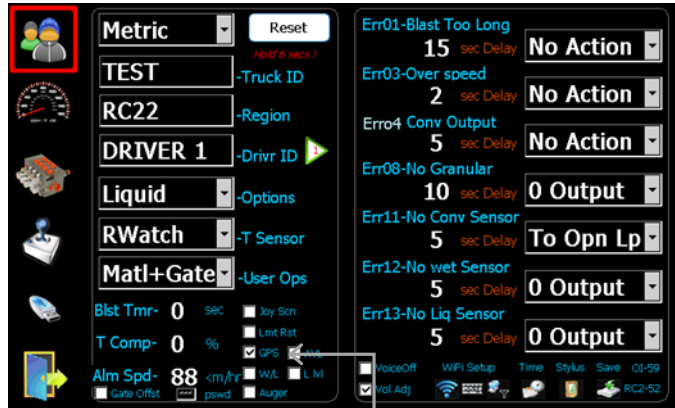 Metric
Reset
Hold 6 secs !
TEST -Truck ID
RC22 -Region
DRIVER 1 -Drivr ID 1
Liquid -Options
RWatch -T Sensor
Matl+Gate -User Ops
Blst Tmr- 0 sec Joy Scn
Lmt Rst
T Comp- 0 %
GPS AVL
Alm Spd- 88 <m/hr W/L L lvl
Gate Offst pswd Auger
Err01-Blast Too Long
15 sec Delay No Action
Err03-Over speed
2 sec Delay No Action
Erro4 Conv Output
5 sec Delay No Action
Err08-No Granular
10 sec Delay 0 Output
Err11-No Conv Sensor
5 sec Delay To Opn Lp
Err12-No wet Sensor
5 sec Delay 0 Output
Err13-No Liq Sensor
5 sec Delay 0 Output
VoiceOff WiFi Setup Time Stylus Save OI-59
Vol Adj RC2-52